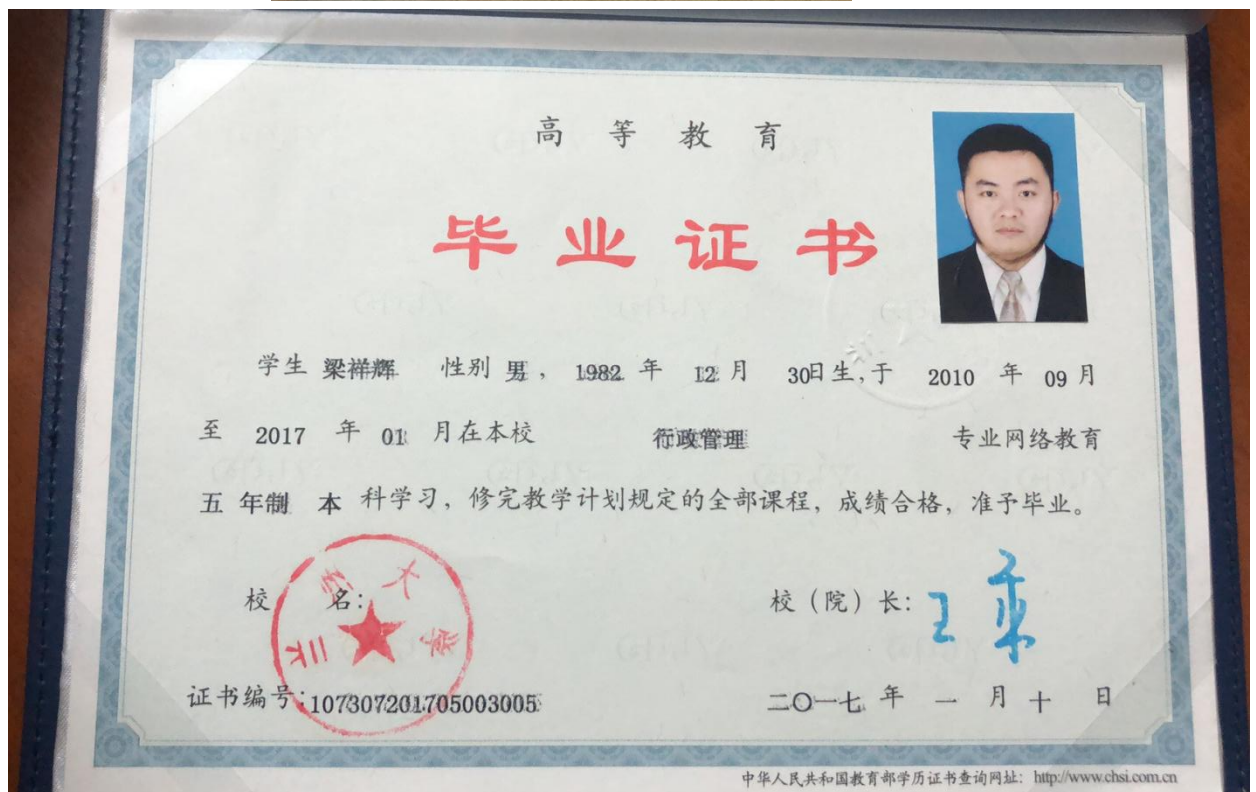 高等教育
毕业证书
学生 梁祥辉 性别 男，1982 年 12 月 30日生，于 2010 年 09 月
至 2017 年 01 月在本校 行政管理 专业网络教育
五 年制 本 科学习，修完教学计划规定的全部课程，成绩合格，准予毕业。
校 名： 校（院）长：
大学
证书编号：107307201705003005 二〇一七 年 一 月 十 日
中华人民共和国教育部学历证书查询网址：http://www.chsi.com.cn